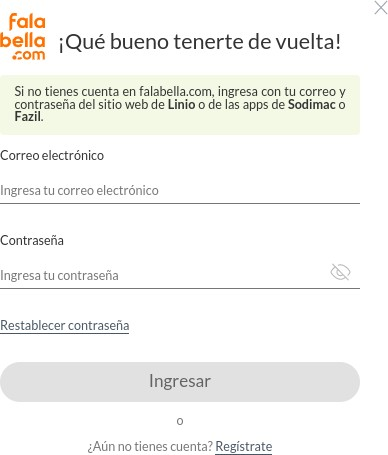 fala
bella
.com
¡Qué bueno tenerte de vuelta!
Si no tienes cuenta en falabella.com, ingresa con tu correo y
contraseña del sitio web de Linio o de las apps de Sodimac o
Fazil.
Correo electrónico
Ingresa tu correo electrónico
Contraseña
Ingresa tu contraseña
Restablecer contraseña
Ingresar
o
¿Aún no tienes cuenta? Regístrate